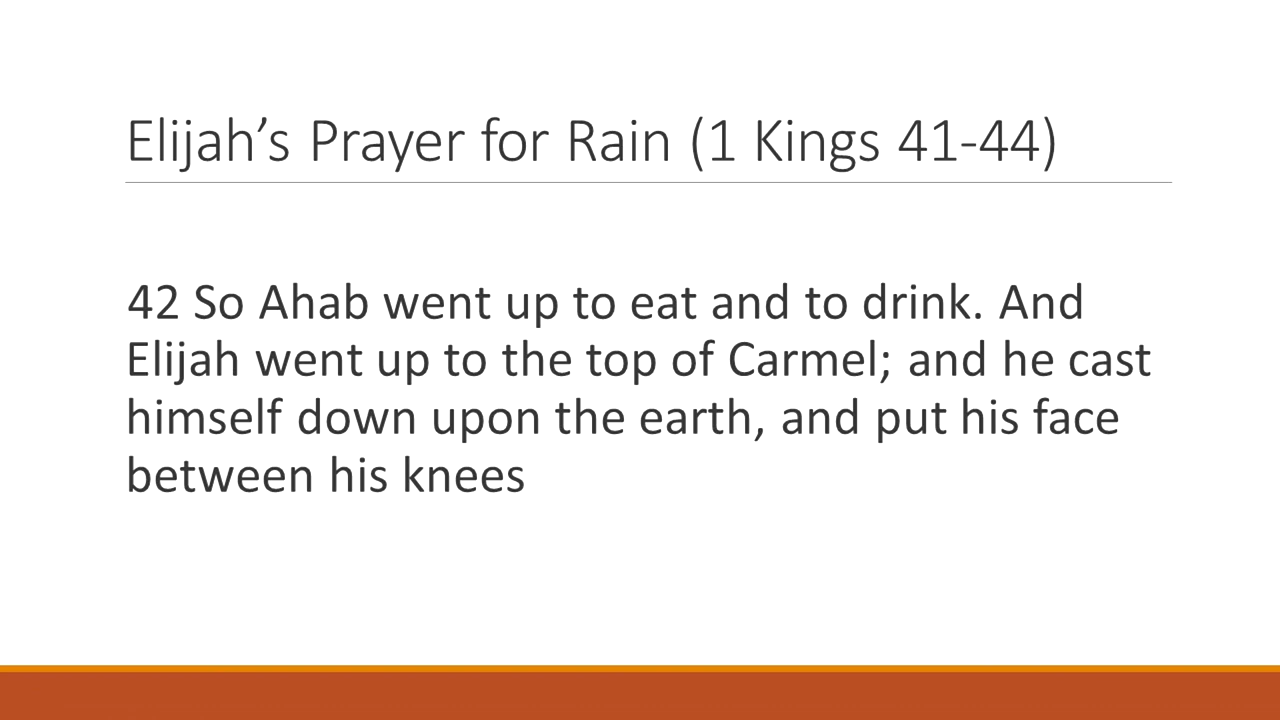 Elijah’s Prayer for Rain (1 Kings 41-44)
42 So Ahab went up to eat and to drink. And
Elijah went up to the top of Carmel; and he cast
himself down upon the earth, and put his face
between his knees